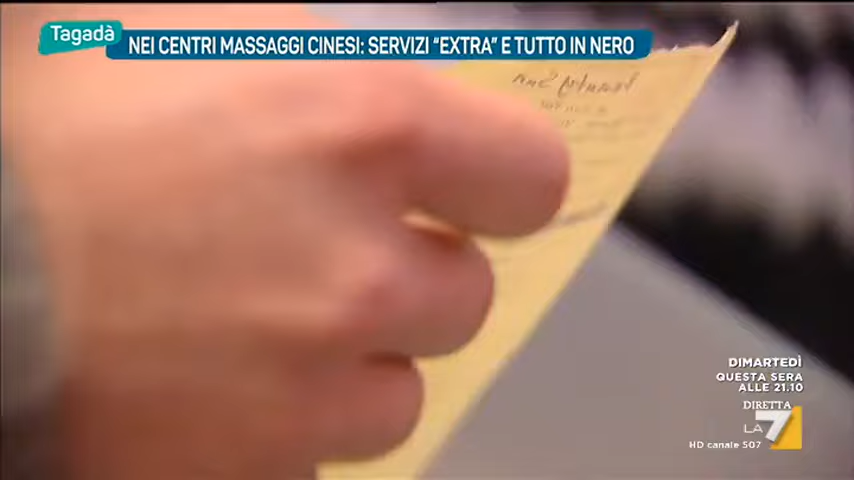 Tagadà
NEI CENTRI MASSAGGI CINESI: SERVIZI “EXTRA” E TUTTO IN NERO
DIMARTEDÌ
QUESTA SERA
ALLE 21.10
DIRETTA
LA7
HD canale 507